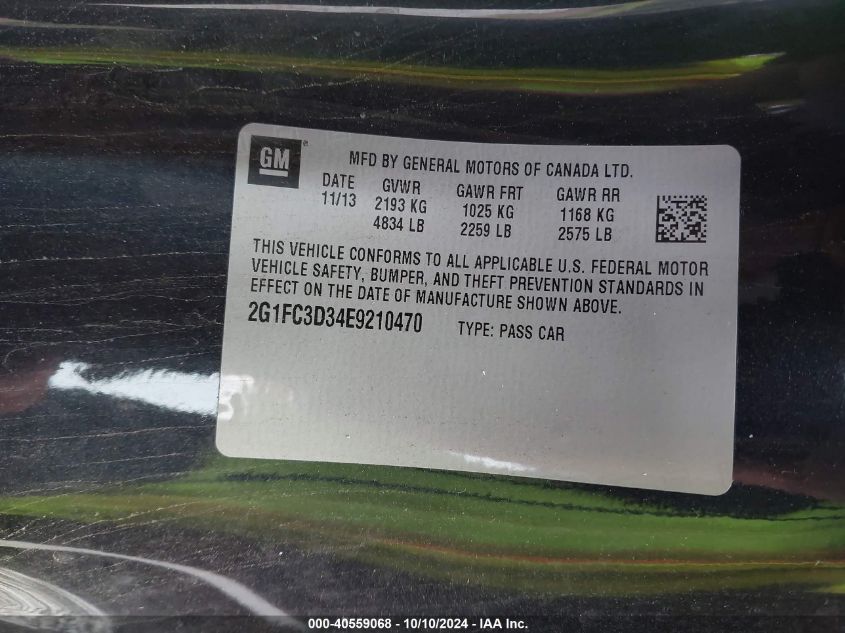 GM ®
MFD BY GENERAL MOTORS OF CANADA LTD.
DATE GVWR GAWR FRT GAWR RR
11/13 2193 KG 1025 KG 1168 KG
4834 LB 2259 LB 2575 LB
THIS VEHICLE CONFORMS TO ALL APPLICABLE U.S. FEDERAL MOTOR
VEHICLE SAFETY, BUMPER, AND THEFT PREVENTION STANDARDS IN
EFFECT ON THE DATE OF MANUFACTURE SHOWN ABOVE.
2G1FC3D34E9210470 TYPE: PASS CAR
000-40559068 - 10/10/2024 - IAA Inc.